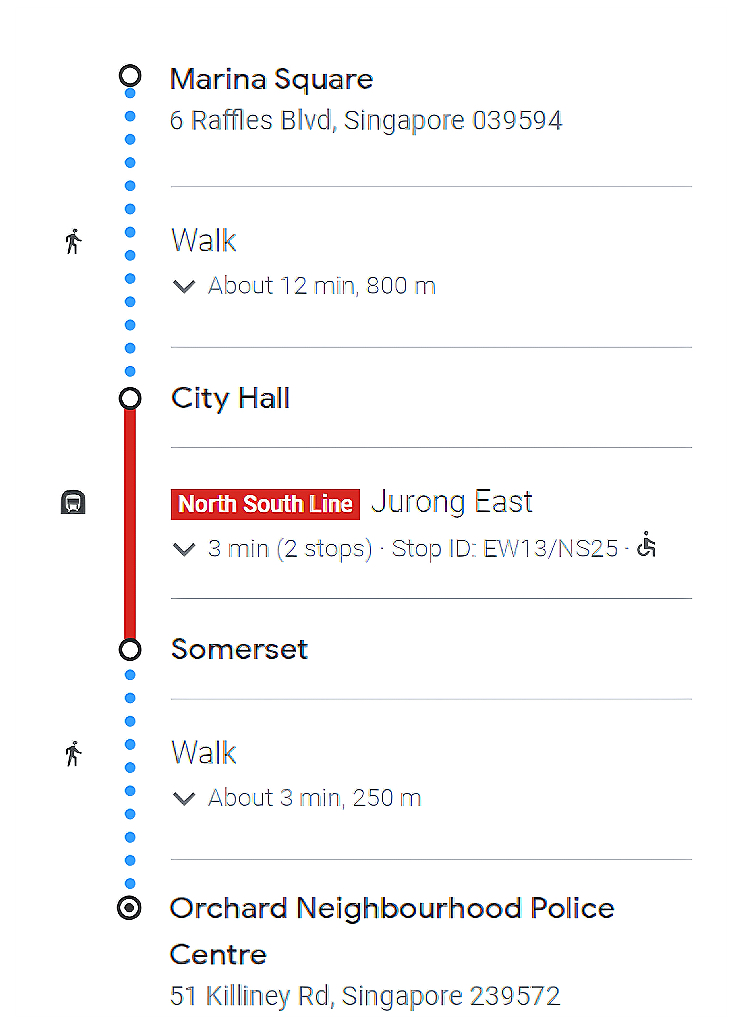 Marina Square
6 Raffles Blvd, Singapore 039594
Walk
About 12 min, 800 m
City Hall
North South Line Jurong East
3 min (2 stops) · Stop ID: EW13/NS25 ·
Somerset
Walk
About 3 min, 250 m
Orchard Neighbourhood Police
Centre
51 Killiney Rd, Singapore 239572